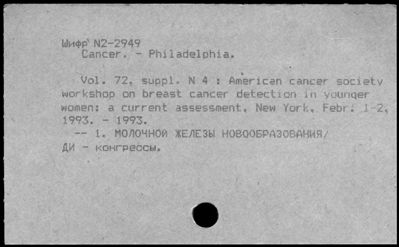 Шифр N2-2949
Cancer. - Philadelphia.
Vol. 72, suppl. N 4 : American cancer society
workshop on breast cancer detection in younger
women: a current assessment, New York, Febr. 1-2,
1993. - 1993.
-- 1. МОЛОЧНОЙ ЖЕЛЕЗЫ НОВООБРАЗОВАНИЯ/
ДИ - конгрессы.